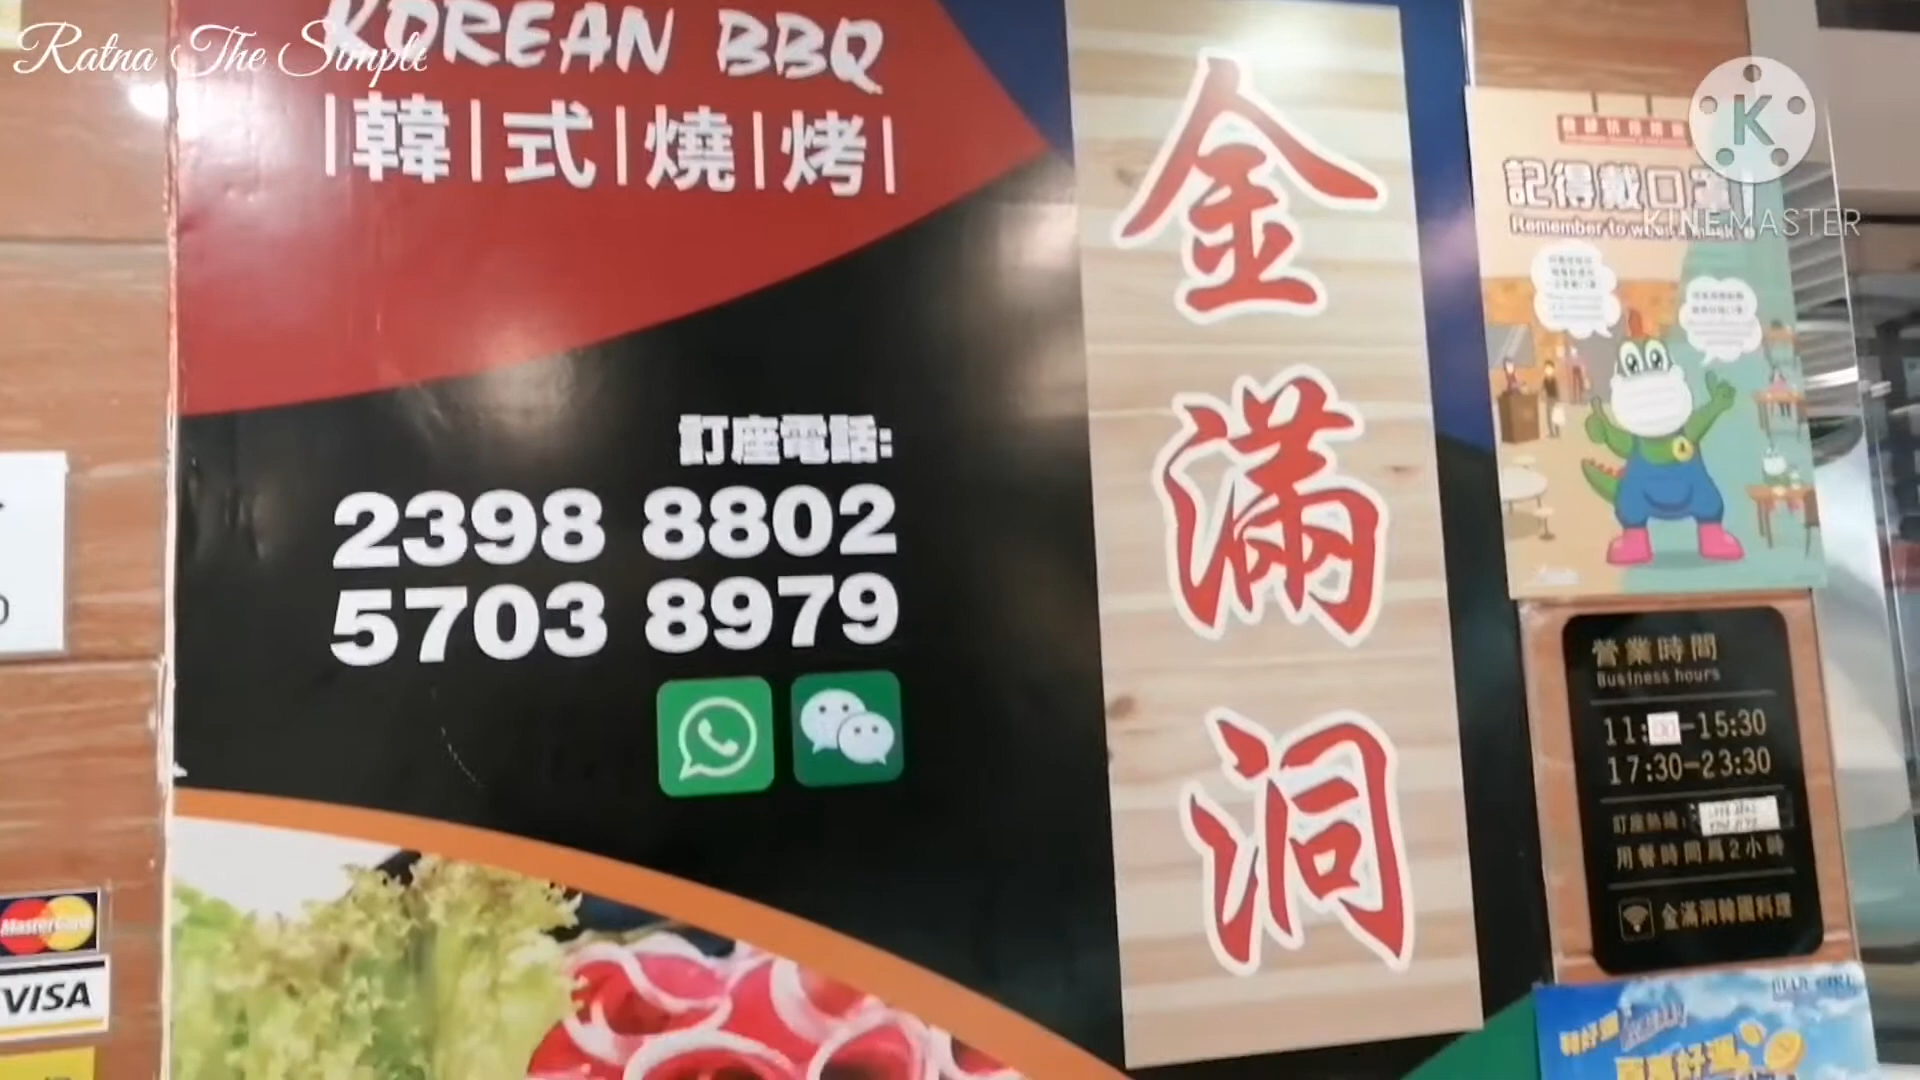 Ratna The Simple
KOREAN BBQ
韓式燒烤
訂座電話:
2398 8802
5703 8979
金滿洞
K
KINEMASTER
記得戴口罩!
Remember to
營業時間
Business hours
11:00-15:30
17:30-23:30
訂座熱線:
用餐時間為2小時
金滿洞韓國料理
MasterCard
VISA